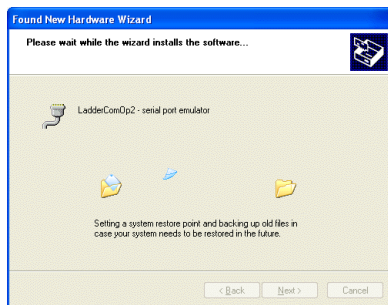 Found New Hardware Wizard
Please wait while the wizard installs the software...
LadderComOp2 - serial port emulator
Setting a system restore point and backing up old files in
case your system needs to be restored in the future.
< Back
Next >
Cancel